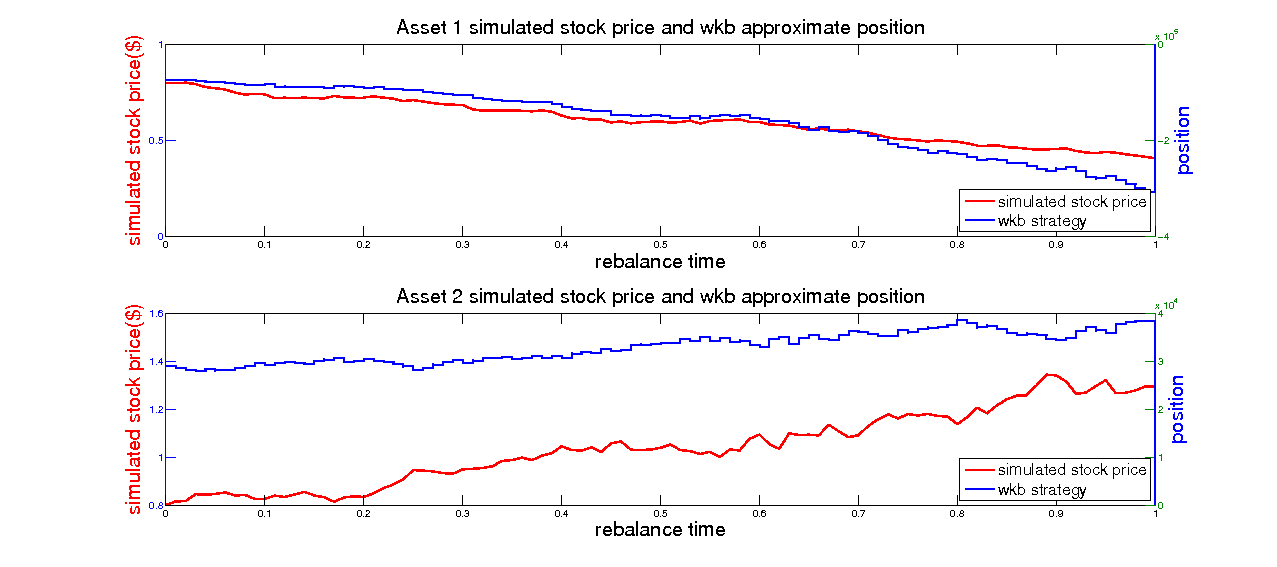 Asset 1 simulated stock price and wkb approximate position
x 10^5
1
0.5
0
0
-2
-4
simulated stock price($)
position
simulated stock price
wkb strategy
0 0.1 0.2 0.3 0.4 0.5 0.6 0.7 0.8 0.9 1
rebalance time
Asset 2 simulated stock price and wkb approximate position
x 10^4
1.6
1.4
1.2
1
0.8
4
3
2
1
0
simulated stock price($)
position
simulated stock price
wkb strategy
0 0.1 0.2 0.3 0.4 0.5 0.6 0.7 0.8 0.9 1
rebalance time